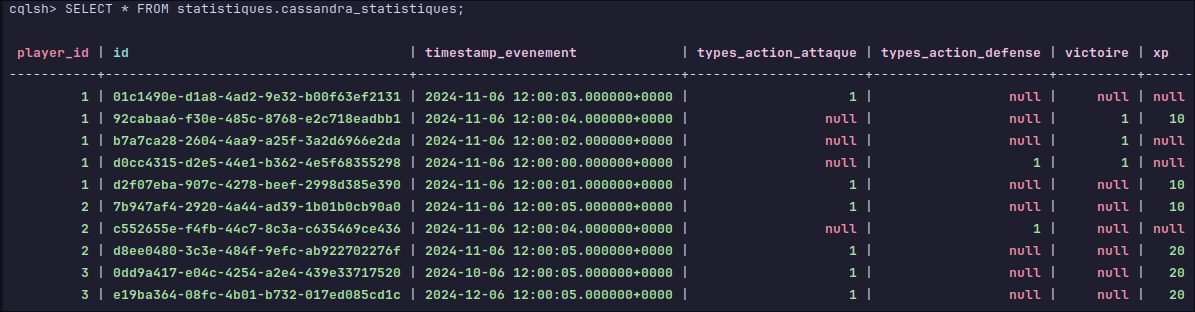 cqlsh> SELECT * FROM statistiques.cassandra_statistiques;
player_id | id | timestamp_evenement | types_action_attaque | types_action_defense | victoire | xp
-----------+--------------------------------------+---------------------------------+----------------------+----------------------+----------+------
1 | 01c1490e-d1a8-4ad2-9e32-b00f63ef2131 | 2024-11-06 12:00:03.000000+0000 | 1 | null | null | null
1 | 92cabaa6-f30e-485c-8768-e2c718eadbb1 | 2024-11-06 12:00:04.000000+0000 | null | null | 1 | 10
1 | b7a7ca28-2604-4aa9-a25f-3a2d6966e2da | 2024-11-06 12:00:02.000000+0000 | null | null | 1 | null
1 | d0cc4315-d2e5-44e1-b362-4e5f68355298 | 2024-11-06 12:00:00.000000+0000 | null | 1 | 1 | null
1 | d2f07eba-907c-4278-beef-2998d385e390 | 2024-11-06 12:00:01.000000+0000 | 1 | null | null | 10
2 | 7b947af4-2920-4a44-ad39-1b01b0cb90a0 | 2024-11-06 12:00:05.000000+0000 | 1 | null | null | 10
2 | c552655e-f4fb-44c7-8c3a-c635469ce436 | 2024-11-06 12:00:04.000000+0000 | null | 1 | null | null
2 | d8ee0480-3c3e-484f-9efc-ab922702276f | 2024-11-06 12:00:05.000000+0000 | 1 | null | null | 20
3 | 0dd9a417-e04c-4254-a2e4-439e33717520 | 2024-10-06 12:00:05.000000+0000 | 1 | null | null | 20
3 | e19ba364-08fc-4b01-b732-017ed085cd1c | 2024-12-06 12:00:05.000000+0000 | 1 | null | null | 20